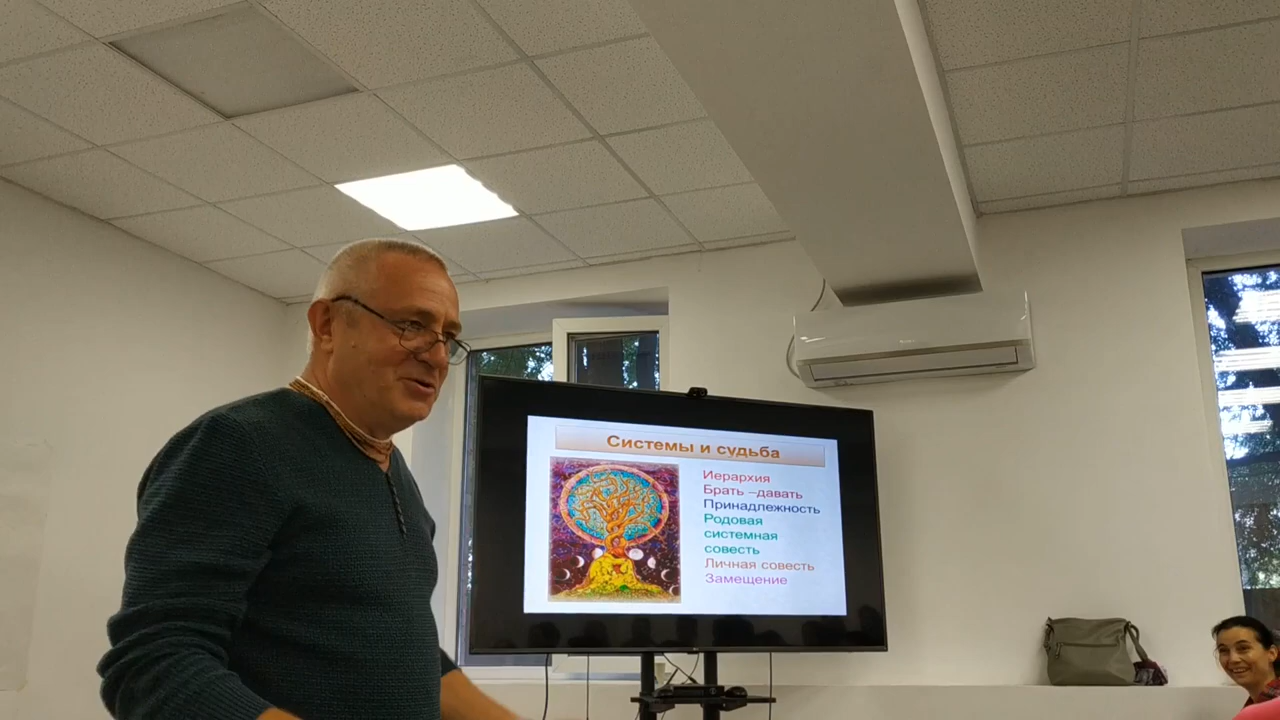 Системы и судьба
Иерархия
Брать –давать
Принадлежность
Родовая
системная
совесть
Личная совесть
Замещение